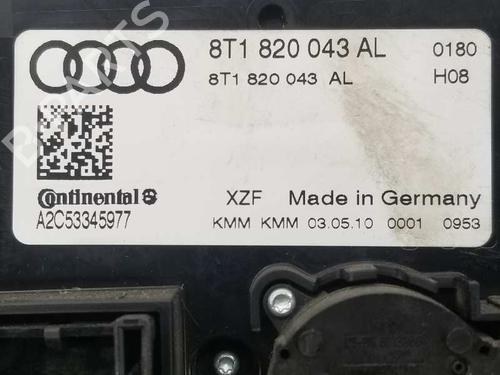 8T1 820 043 AL 0180
8T1 820 043 AL H08
Continental
XZF Made in Germany
A2C53345977
KMM KMM 03.05.10 0001 0953